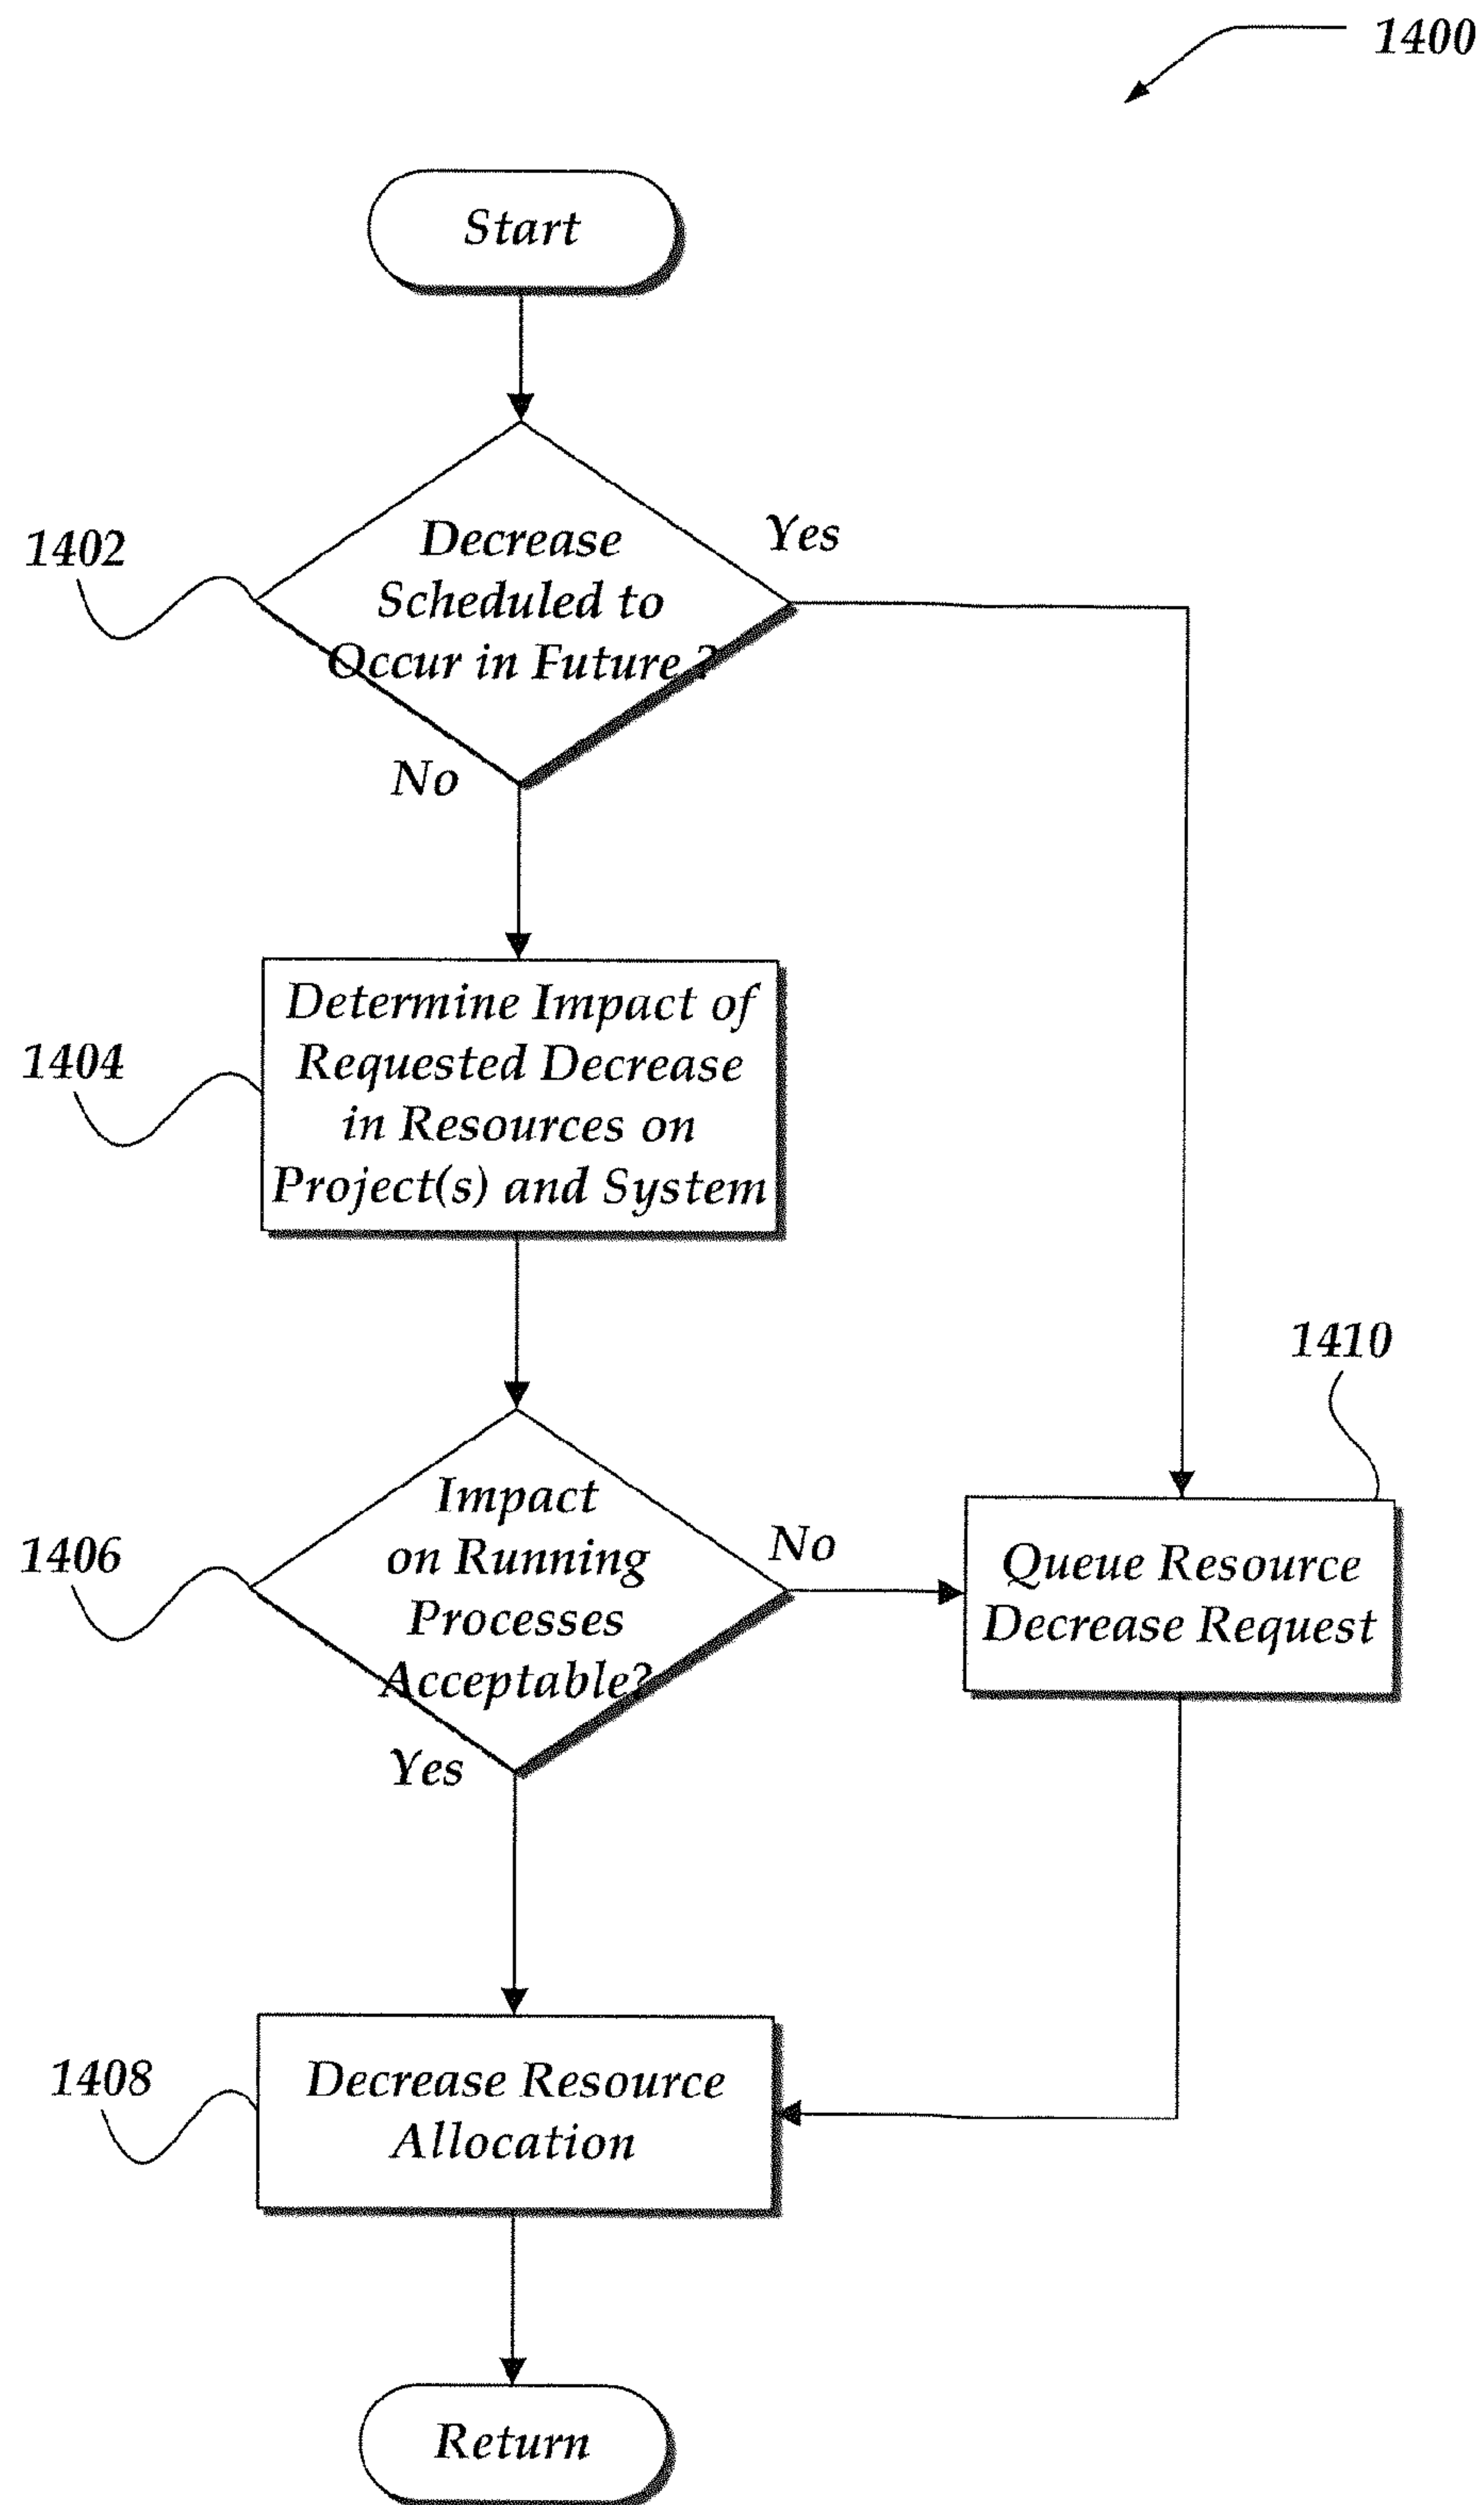 1400
Start
1402
Decrease
Scheduled to
Occur in Future ?
Yes
No
1404
Determine Impact of
Requested Decrease
in Resources on
Project(s) and System
1406
Impact
on Running
Processes
Acceptable?
No
Yes
1410
Queue Resource
Decrease Request
1408
Decrease Resource
Allocation
Return